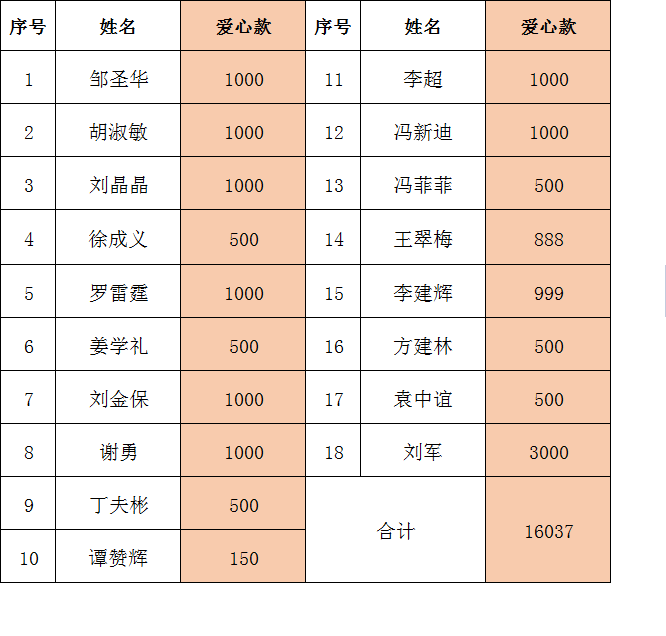 序号 姓名 爱心款 序号 姓名 爱心款
1 邹圣华 1000 11 李超 1000
2 胡淑敏 1000 12 冯新迪 1000
3 刘晶晶 1000 13 冯菲菲 500
4 徐成义 500 14 王翠梅 888
5 罗雷霆 1000 15 李建辉 999
6 姜学礼 500 16 方建林 500
7 刘金保 1000 17 袁中谊 500
8 谢勇 1000 18 刘军 3000
9 丁夫彬 500
合计 16037
10 谭赞辉 150